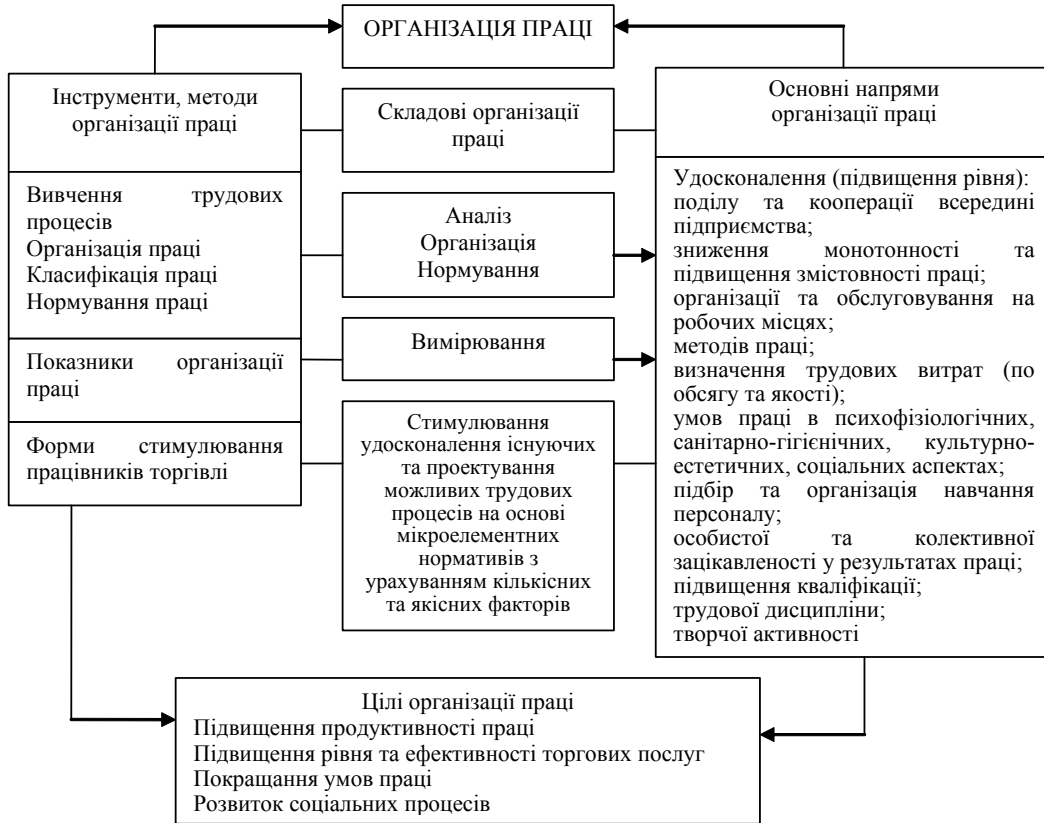 ОРГАНІЗАЦІЯ ПРАЦІ
Інструменти, методи
організації праці
Вивчення трудових
процесів
Організація праці
Класифікація праці
Нормування праці
Показники організації
праці
Форми стимулювання
працівників торгівлі
Складові організації
праці
Аналіз
Організація
Нормування
Вимірювання
Стимулювання
удосконалення існуючих
та проектування
можливих трудових
процесів на основі
мікроелементних
нормативів з
урахуванням кількісних
та якісних факторів
Основні напрями
організації праці
Удосконалення (підвищення рівня):
поділу та кооперації всередині
підприємства;
зниження монотонності та
підвищення змістовності праці;
організації та обслуговування на
робочих місцях;
методів праці;
визначення трудових витрат (по
обсягу та якості);
умов праці в психофізіологічних,
санітарно-гігієнічних, культурно-
естетичних, соціальних аспектах;
підбір та організація навчання
персоналу;
особистої та колективної
зацікавленості у результатах праці;
підвищення кваліфікації;
трудової дисципліни;
творчої активності
Цілі організації праці
Підвищення продуктивності праці
Підвищення рівня та ефективності торгових послуг
Покращання умов праці
Розвиток соціальних процесів